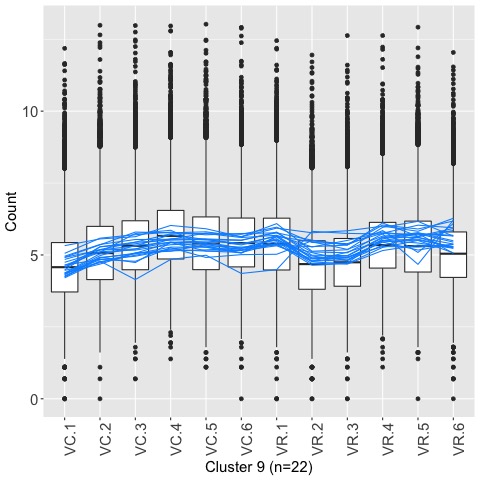 Count
10
5
0
VC.1
VC.2
VC.3
VC.4
VC.5
VC.6
VR.1
VR.2
VR.3
VR.4
VR.5
VR.6
Cluster 9 (n=22)